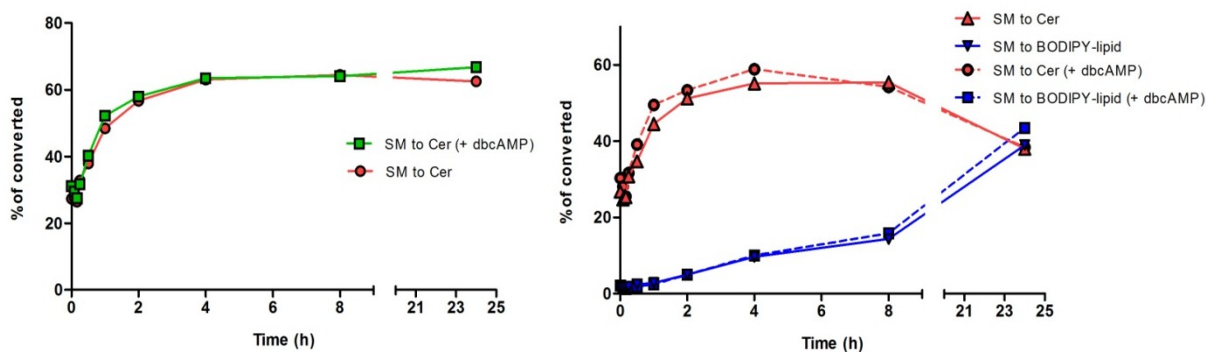 80
60
40
20
0
% of converted
0 2 4 6 8 21 23 25
Time (h)
SM to Cer (+ dbcAMP)
SM to Cer
60
40
20
0
% of converted
0 2 4 6 8 21 23 25
Time (h)
SM to Cer
SM to BODIPY-lipid
SM to Cer (+ dbcAMP)
SM to BODIPY-lipid (+ dbcAMP)